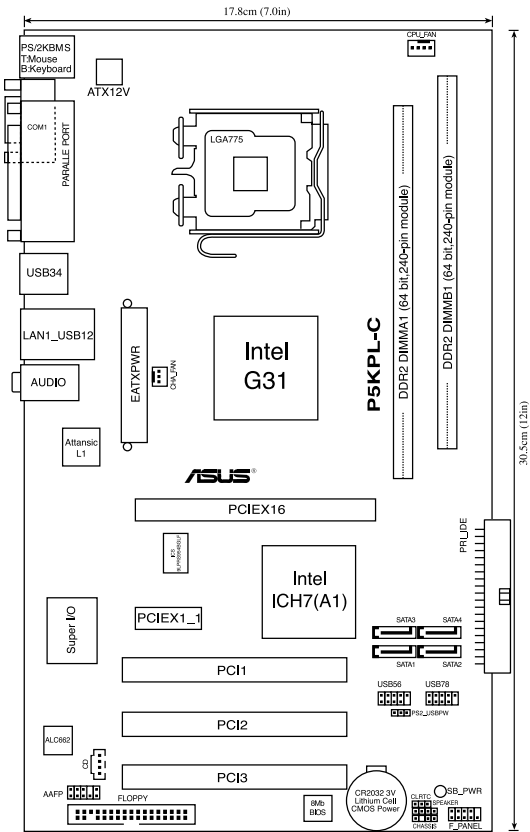 17.8cm (7.0in)
CPU_FAN
PS/2KBMS
T:Mouse
B:Keyboard
ATX12V
COM1
PARALLE PORT
LGA775
DDR2 DIMMA1 (64 bit,240-pin module)
DDR2 DIMMB1 (64 bit,240-pin module)
USB34
LAN1_USB12
AUDIO
EATXPWR
CHA_FAN
Intel
G31
P5KPL-C
30.5cm (12in)
Attansic
L1
ASUS®
PCIEX16
PRI_IDE
ICS
Intel
ICH7(A1)
Super I/O
PCIEX1_1
SATA3
SATA4
SATA1
SATA2
PCI1
USB56
USB78
PS2_USBPW
PCI2
ALC662
CD
PCI3
AAFP
FLOPPY
8Mb
BIOS
CR2032 3V
Lithium Cell
CMOS Power
SB_PWR
CLRTC
SPEAKER
CHASSIS
F_PANEL